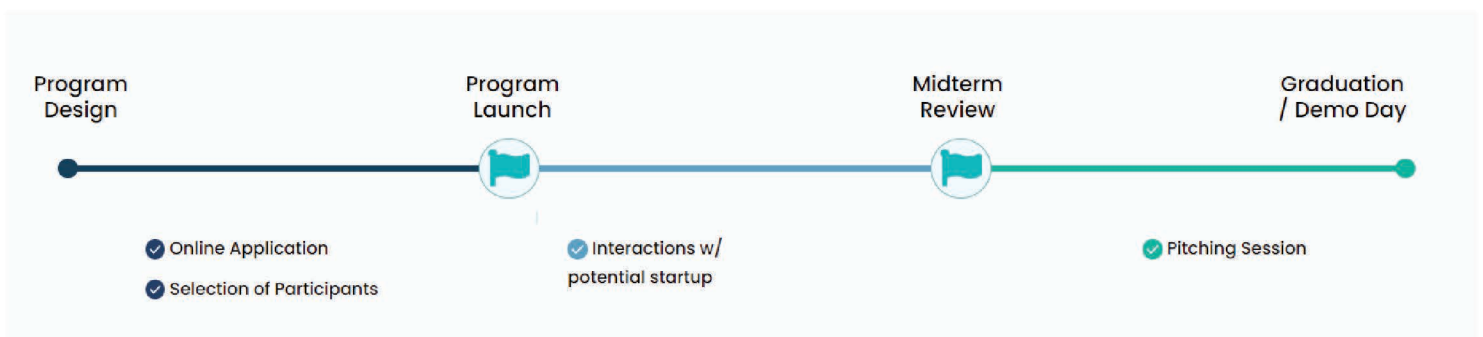 Program
Design
Program
Launch
Midterm
Review
Graduation
/ Demo Day
Online Application
Selection of Participants
Interactions w/
potential startup
Pitching Session